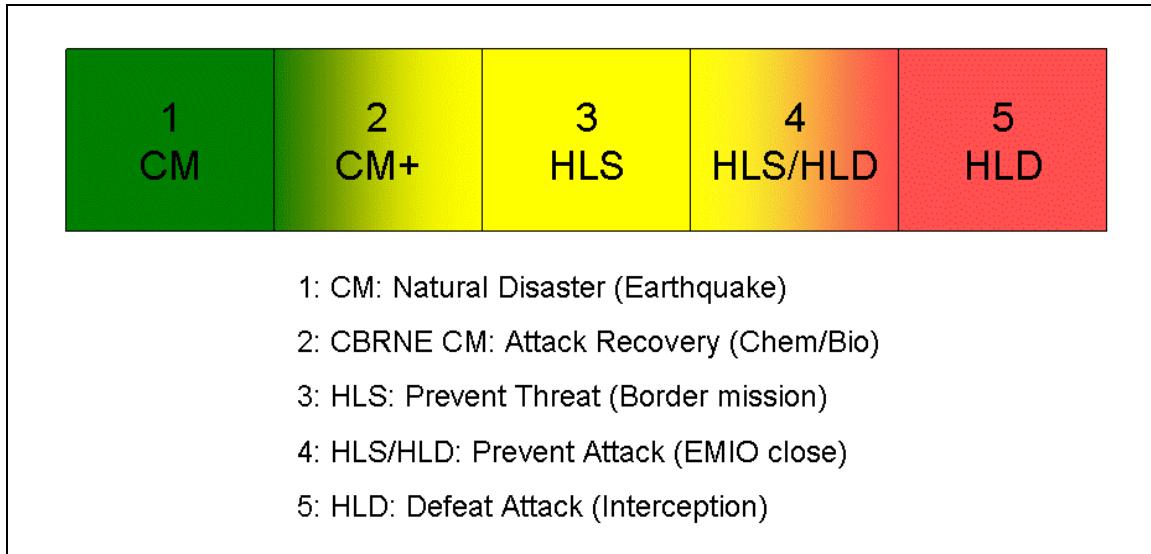 1 2 3 4 5
CM CM+ HLS HLS/HLD HLD
1: CM: Natural Disaster (Earthquake)
2: CBRNE CM: Attack Recovery (Chem/Bio)
3: HLS: Prevent Threat (Border mission)
4: HLS/HLD: Prevent Attack (EMIO close)
5: HLD: Defeat Attack (Interception)